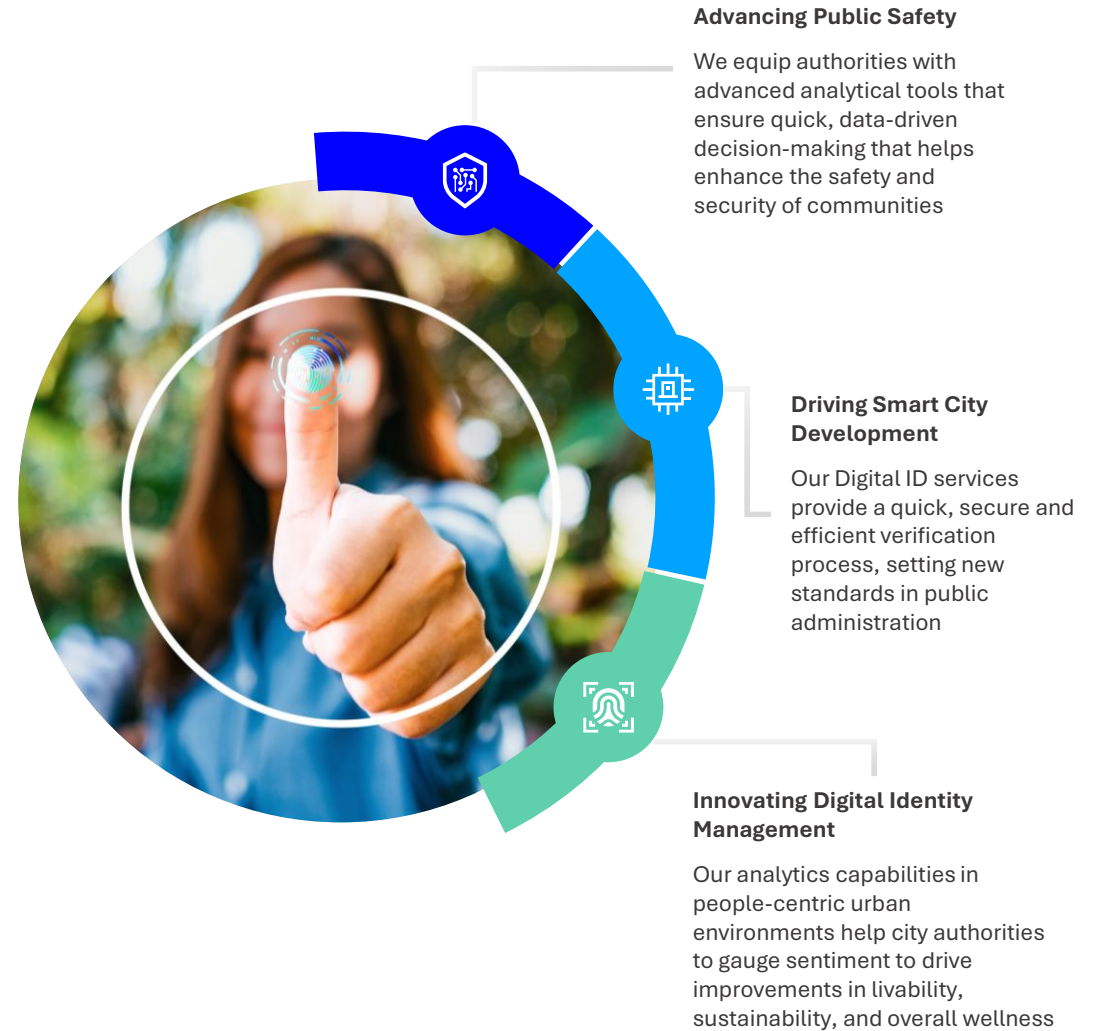 Advancing Public Safety
We equip authorities with
advanced analytical tools that
ensure quick, data-driven
decision-making that helps
enhance the safety and
security of communities
Driving Smart City
Development
Our Digital ID services
provide a quick, secure and
efficient verification
process, setting new
standards in public
administration
Innovating Digital Identity
Management
Our analytics capabilities in
people-centric urban
environments help city authorities
to gauge sentiment to drive
improvements in livability,
sustainability, and overall wellness